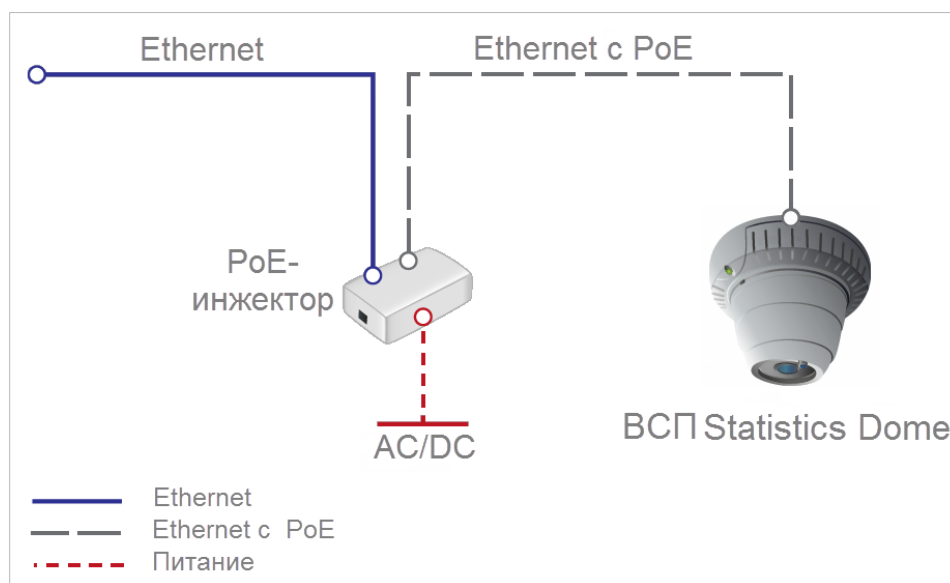 Ethernet
Ethernet с PoE
PoE-
инжектор
AC/DC
ВСП Statistics Dome
Ethernet
Ethernet с PoE
Питание